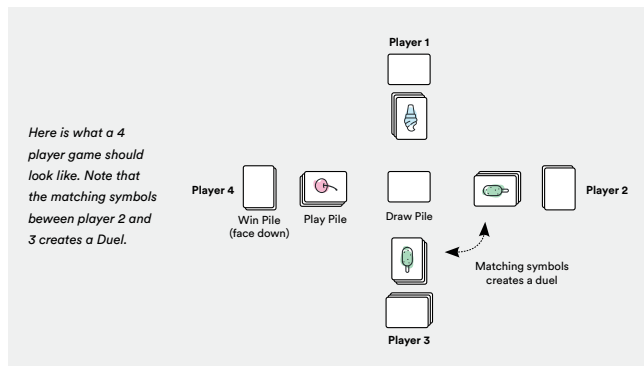 Player 1
Here is what a 4
player game should
look like. Note that
the matching symbols
beween player 2 and
3 creates a Duel.
Player 4
Win Pile
(face down)
Play Pile
Draw Pile
Player 2
Matching symbols
creates a duel
Player 3